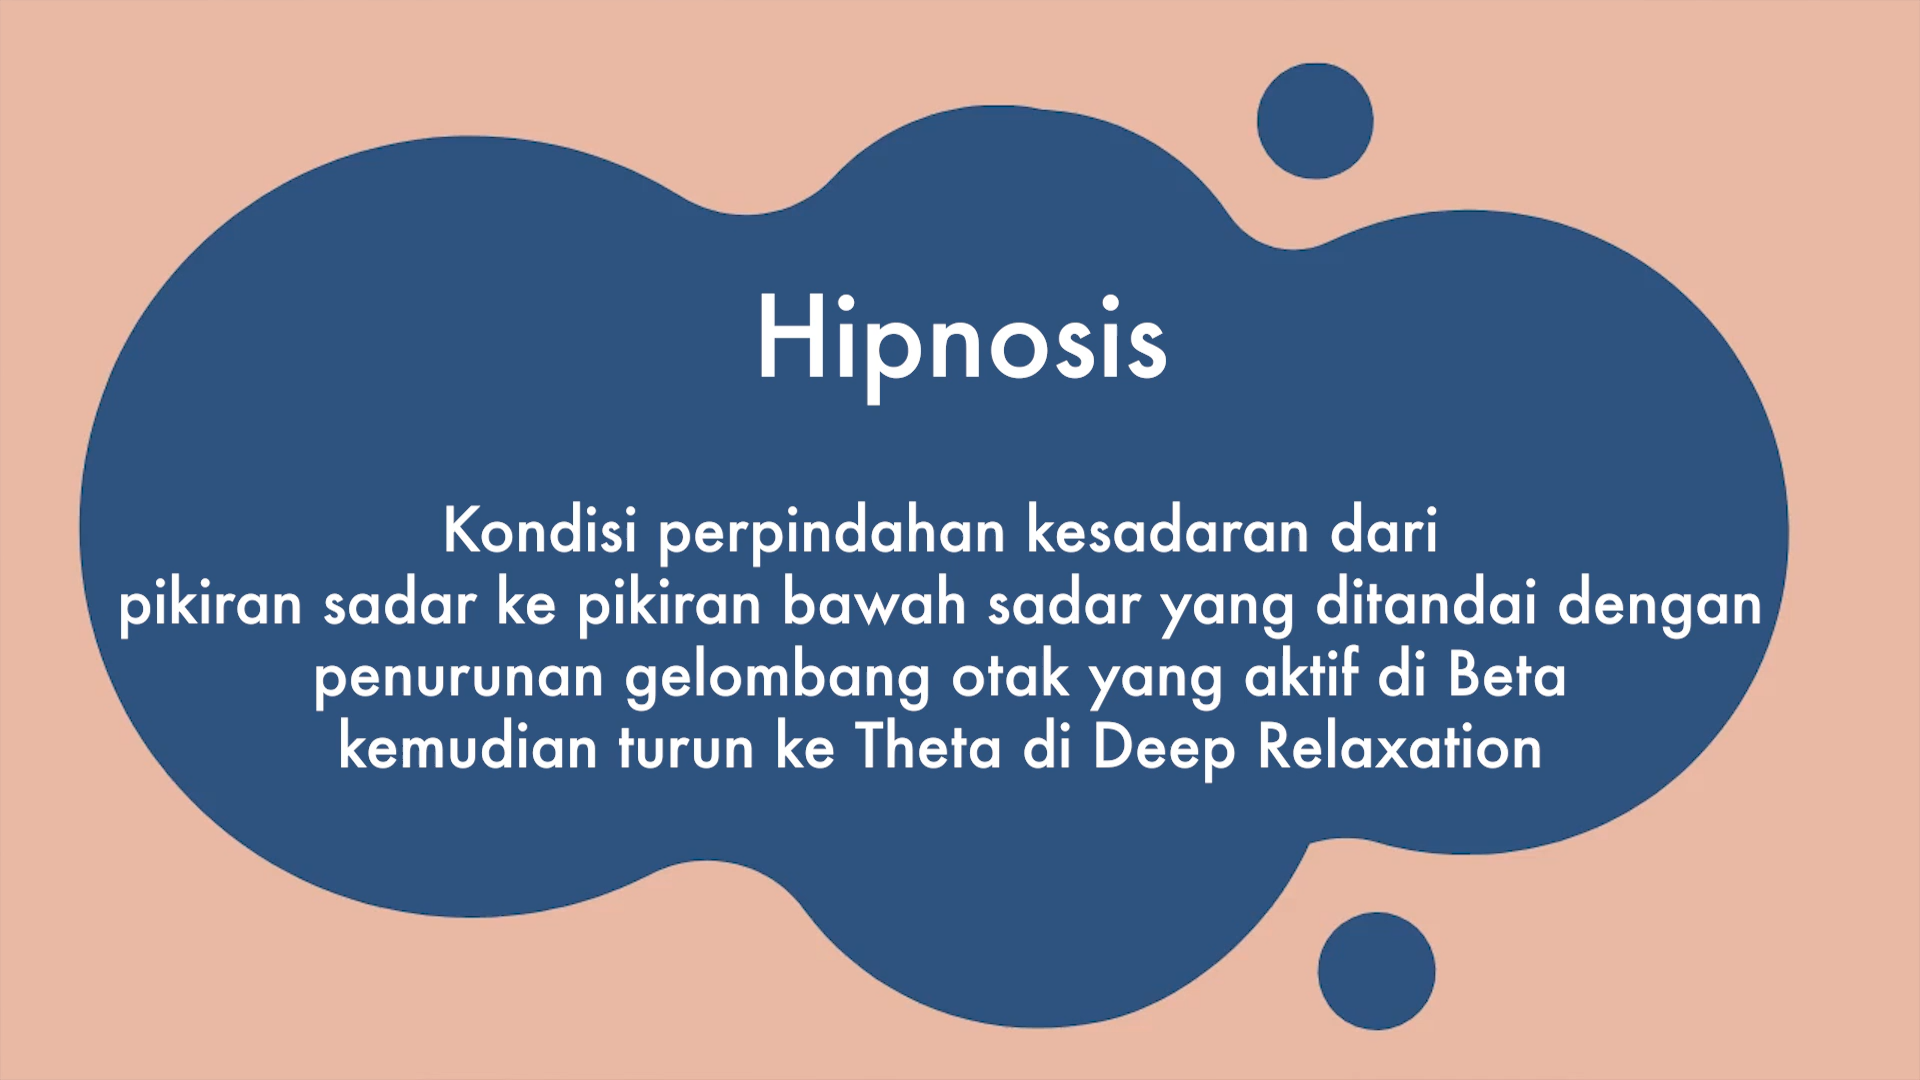 Hipnosis
Kondisi perpindahan kesadaran dari
pikiran sadar ke pikiran bawah sadar yang ditandai dengan
penurunan gelombang otak yang aktif di Beta
kemudian turun ke Theta di Deep Relaxation